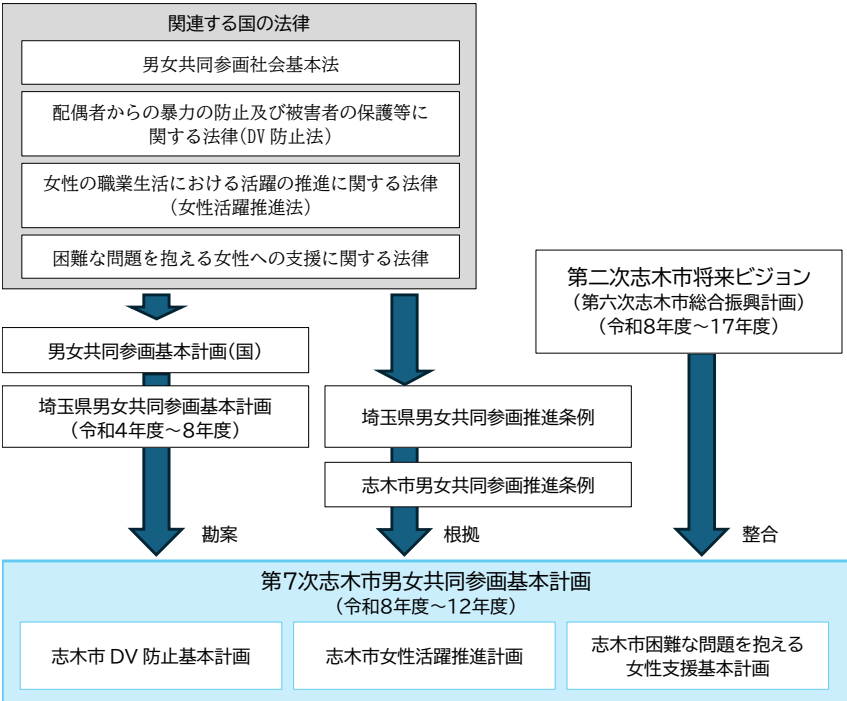 関連する国の法律
男女共同参画社会基本法
配偶者からの暴力の防止及び被害者の保護等に
関する法律(DV防止法)
女性の職業生活における活躍の推進に関する法律
(女性活躍推進法)
困難な問題を抱える女性への支援に関する法律
男女共同参画基本計画(国)
埼玉県男女共同参画基本計画
(令和4年度～8年度)
埼玉県男女共同参画推進条例
志木市男女共同参画推進条例
第二次志木市将来ビジョン
(第六次志木市総合振興計画)
(令和8年度～17年度)
勘案
根拠
整合
第7次志木市男女共同参画基本計画
(令和8年度～12年度)
志木市 DV 防止基本計画
志木市女性活躍推進計画
志木市困難な問題を抱える
女性支援基本計画